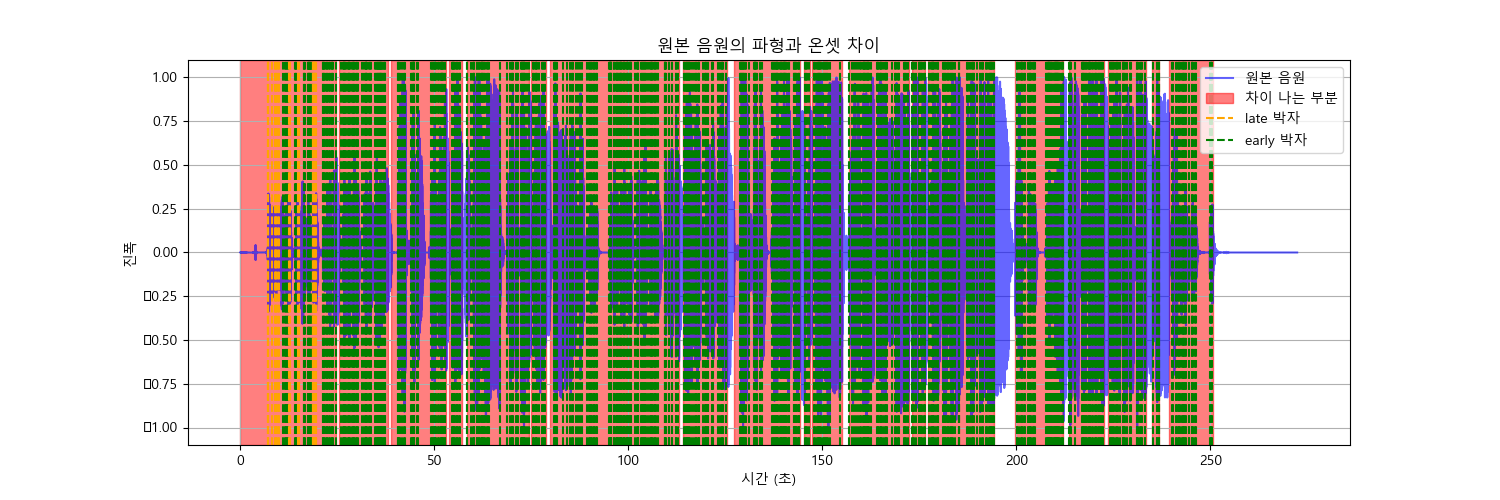 원본 음원의 파형과 온셋 차이
원본 음원
차이 나는 부분
late 박자
early 박자
진폭
1.00
0.75
0.50
0.25
0.00
□0.25
□0.50
□0.75
□1.00
0 50 100 150 200 250
시간 (초)